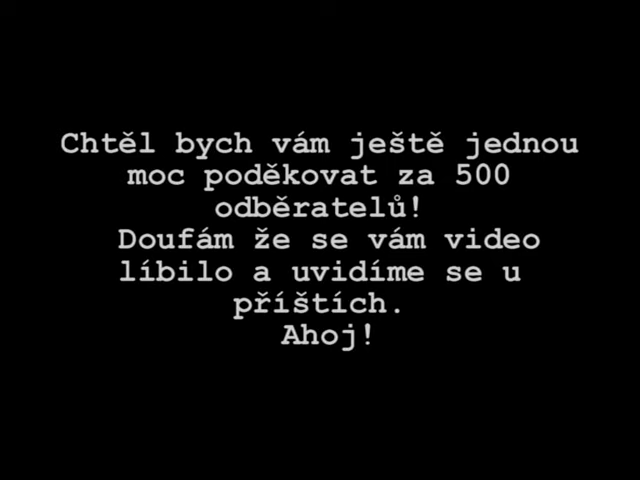 Chtěl bych vám ještě jednou
moc poděkovat za 500
odběratelů!
Doufám že se vám video
líbilo a uvidíme se u
příštích.
Ahoj!